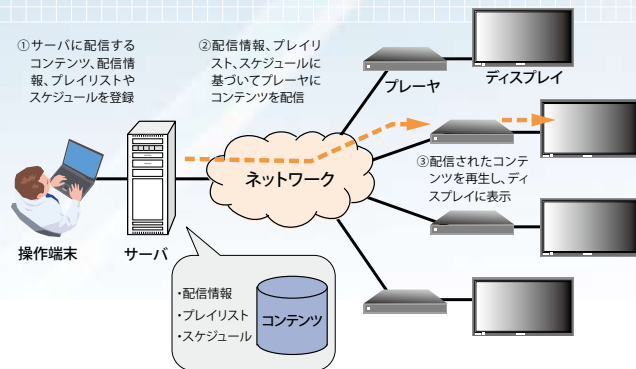 ①サーバに配信する
コンテンツ、配信情
報、プレイリストや
スケジュールを登録
②配信情報、プレイリ
スト、スケジュールに
基づいてプレーヤに
コンテンツを配信
プレーヤ
ディスプレイ
③配信されたコンテ
ンツを再生し、ディ
スプレイに表示
ネットワーク
操作端末
サーバ
・配信情報
・プレイリスト
・スケジュール
コンテンツ